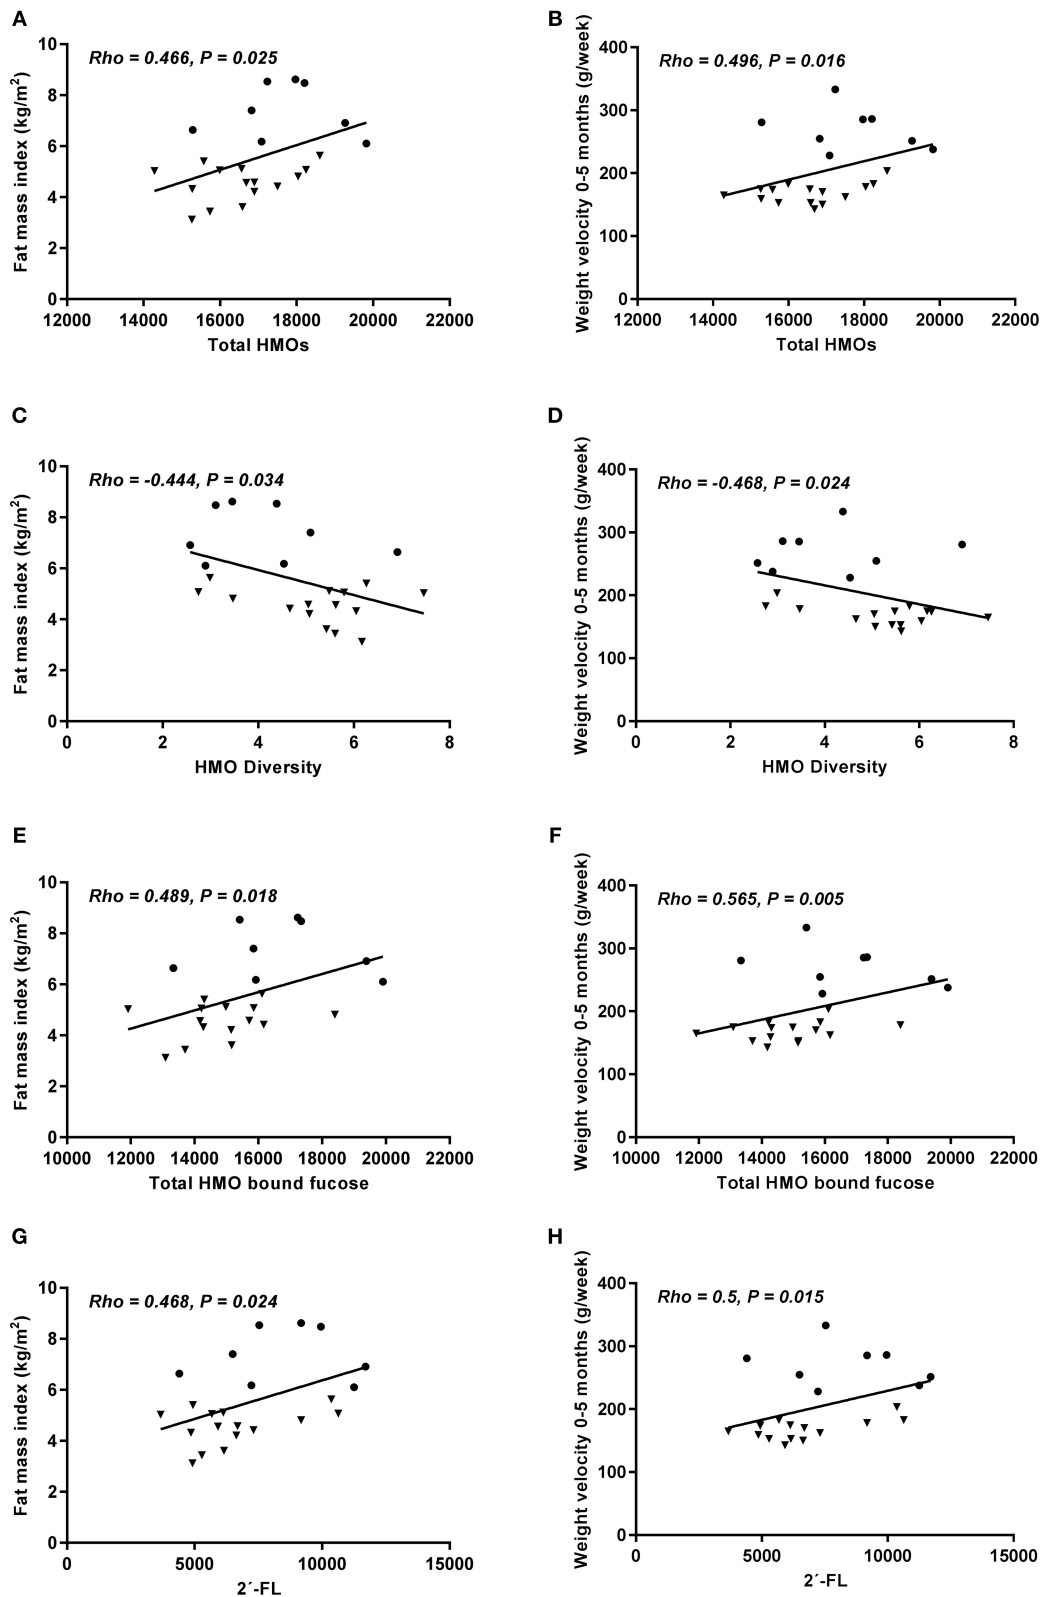 A
Rho = 0.466, P = 0.025
Fat mass index (kg/m2)
10
8
6
4
2
0
12000 14000 16000 18000 20000 22000
Total HMOs
B
Rho = 0.496, P = 0.016
Weight velocity 0-5 months (g/week)
400
300
200
100
0
12000 14000 16000 18000 20000 22000
Total HMOs
C
Rho = -0.444, P = 0.034
Fat mass index (kg/m2)
10
8
6
4
2
0
0 2 4 6 8
HMO Diversity
D
Rho = -0.468, P = 0.024
Weight velocity 0-5 months (g/week)
400
300
200
100
0
0 2 4 6 8
HMO Diversity
E
Rho = 0.489, P = 0.018
Fat mass index (kg/m2)
10
8
6
4
2
0
10000 12000 14000 16000 18000 20000 22000
Total HMO bound fucose
F
Rho = 0.565, P = 0.005
Weight velocity 0-5 months (g/week)
400
300
200
100
0
10000 12000 14000 16000 18000 20000 22000
Total HMO bound fucose
G
Rho = 0.468, P = 0.024
Fat mass index (kg/m2)
10
8
6
4
2
0
0 5000 10000 15000
2´-FL
H
Rho = 0.5, P = 0.015
Weight velocity 0-5 months (g/week)
400
300
200
100
0
0 5000 10000 15000
2´-FL